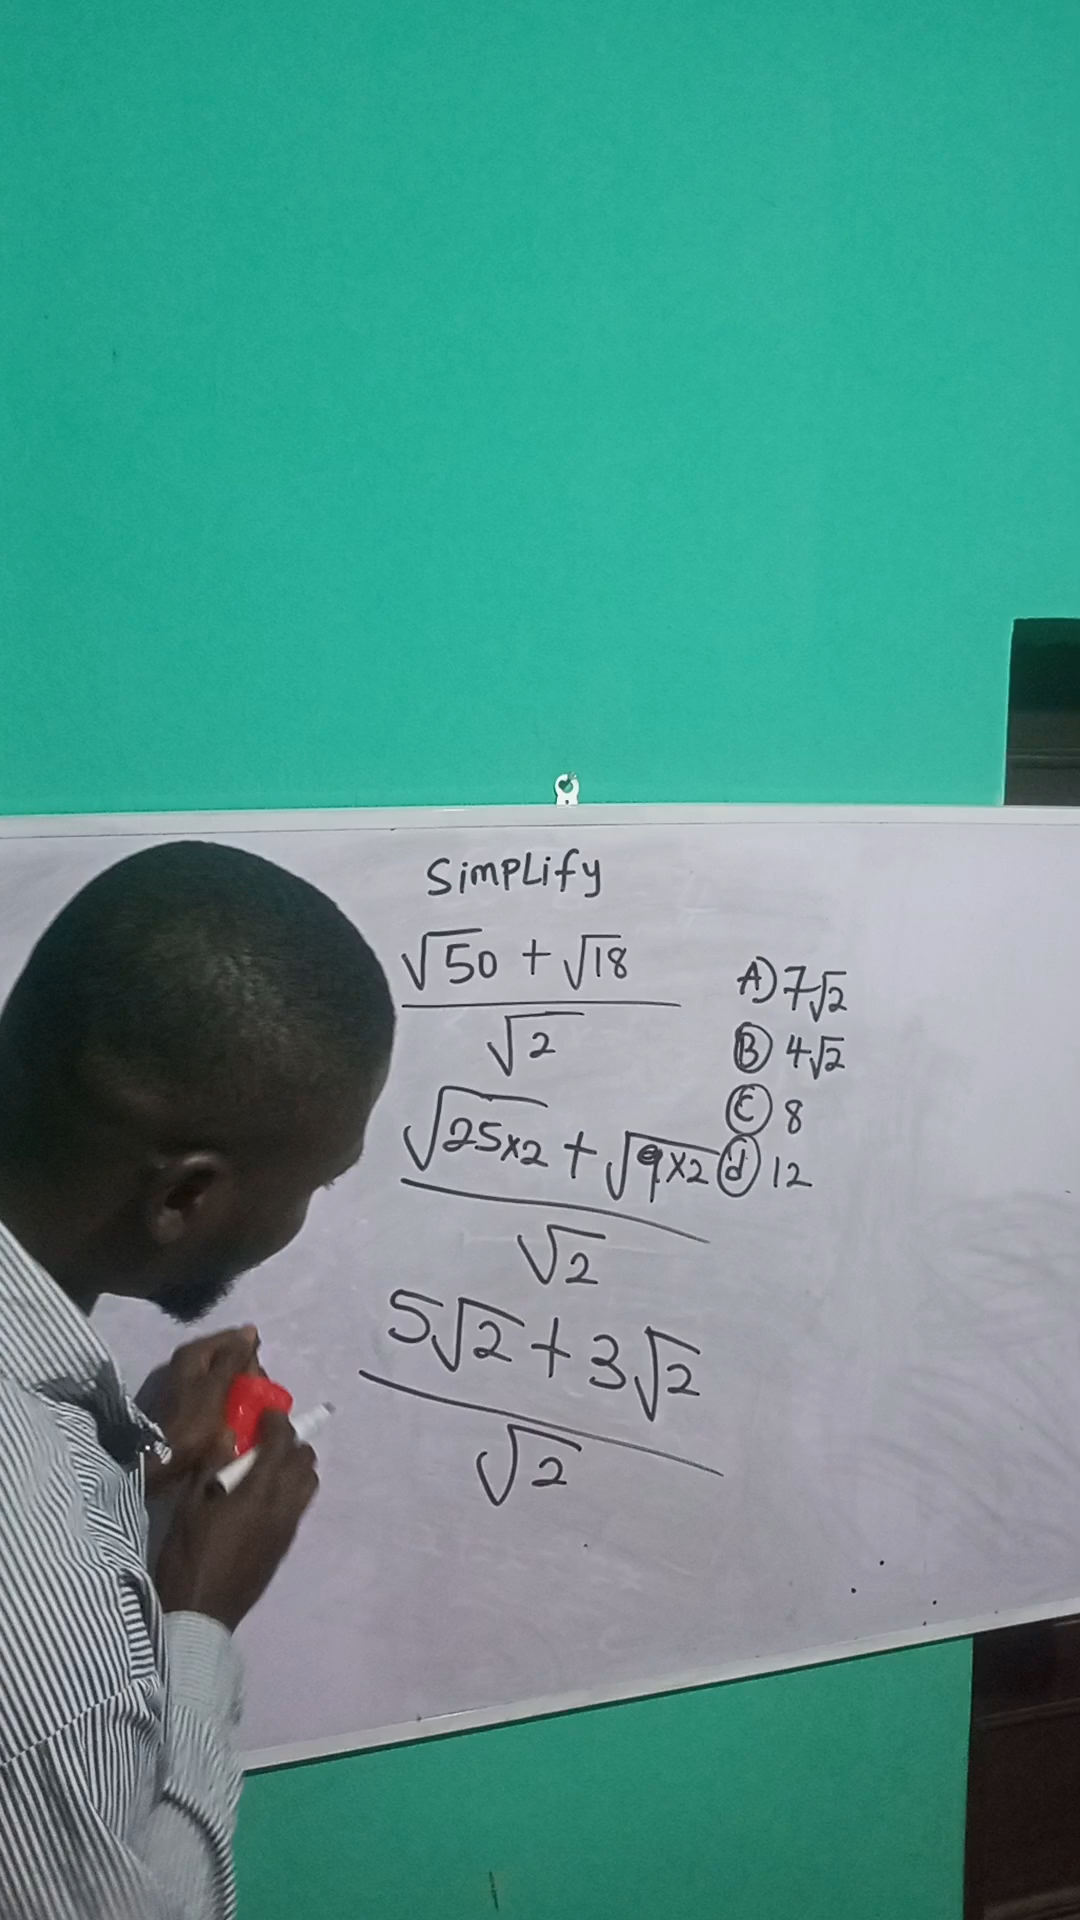 SimpLify
√50 + √18
√2
√25x2 + √9x2
√2
5√2 + 3√2
√2
A) 7√2
B) 4√2
C) 8
d) 12